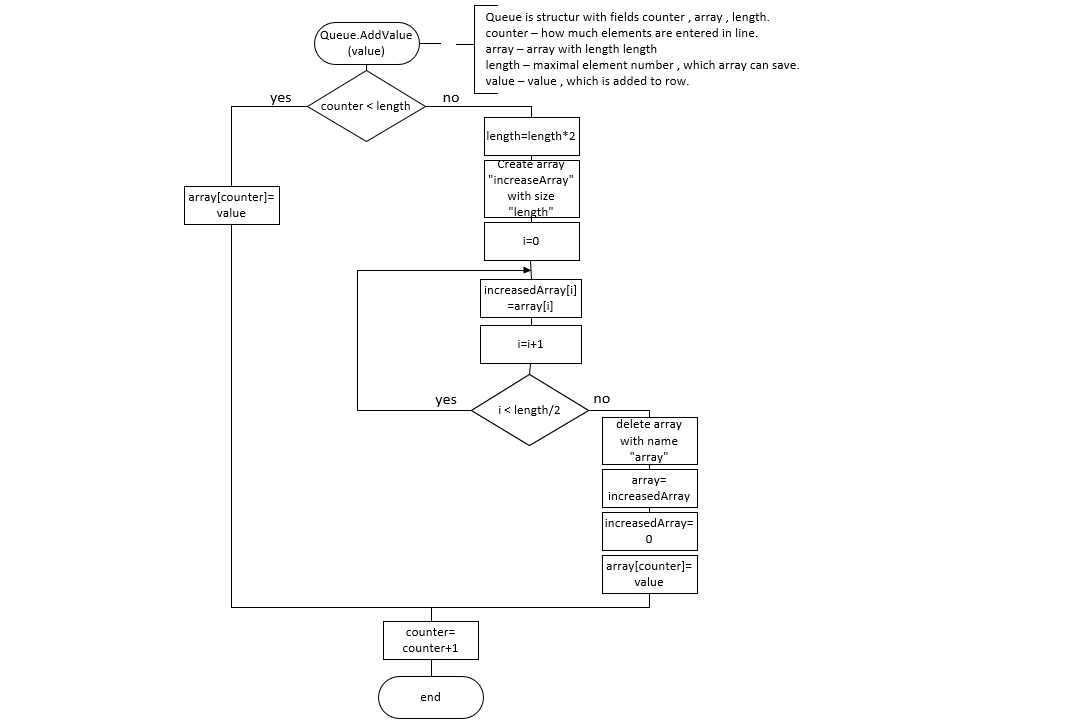 Queue.AddValue
(value)
Queue is structur with fields counter , array , length.
counter – how much elements are entered in line.
array – array with length length
length – maximal element number , which array can save.
value – value , which is added to row.
yes
counter < length
no
length=length*2
Create array
"increaseArray"
with size
"length"
array[counter]=
value
i=0
increasedArray[i]
=array[i]
i=i+1
yes
i < length/2
no
delete array
with name
"array"
array=
increasedArray
increasedArray=
0
array[counter]=
value
counter=
counter+1
end